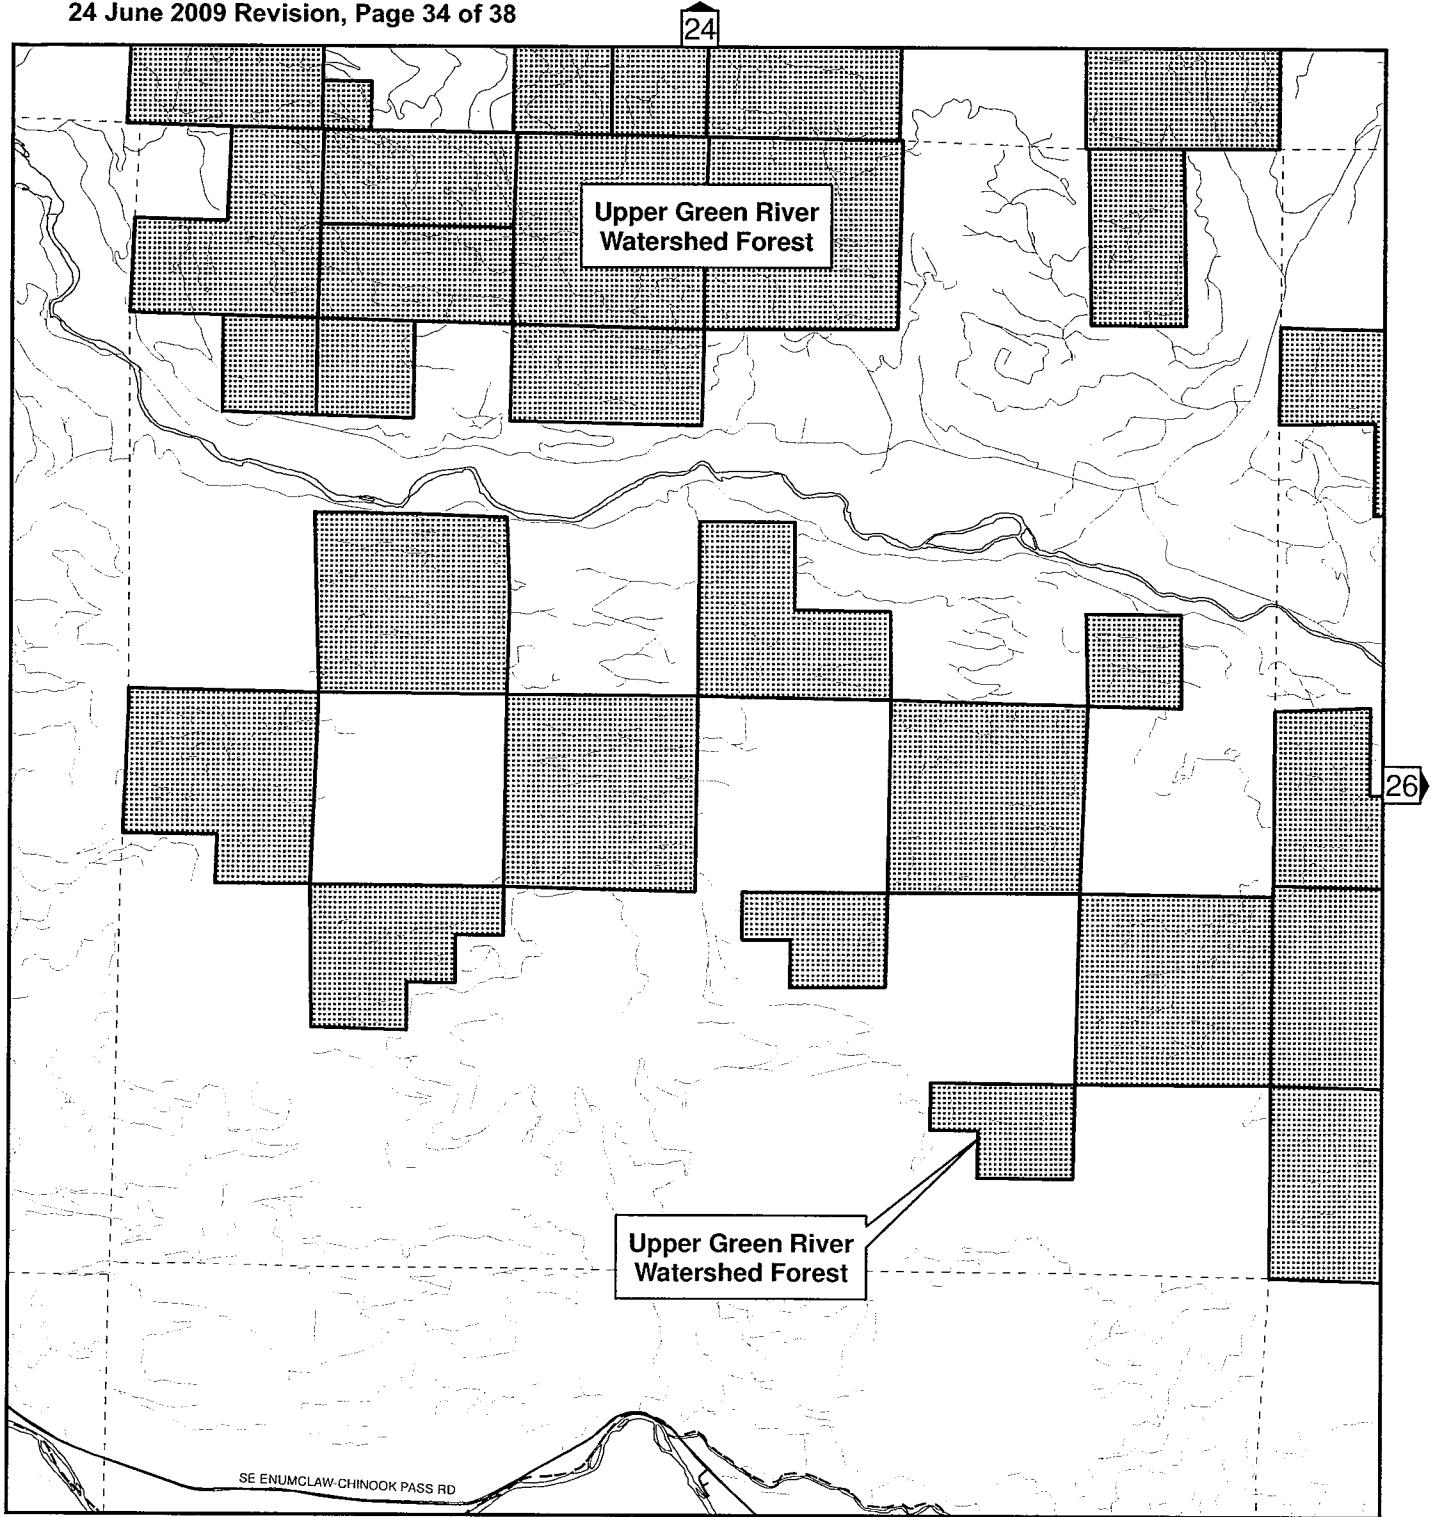 24 June 2009 Revision, Page 34 of 38
24
Upper Green River
Watershed Forest
26
Upper Green River
Watershed Forest
SE ENUMCLAW-CHINOOK PASS RD